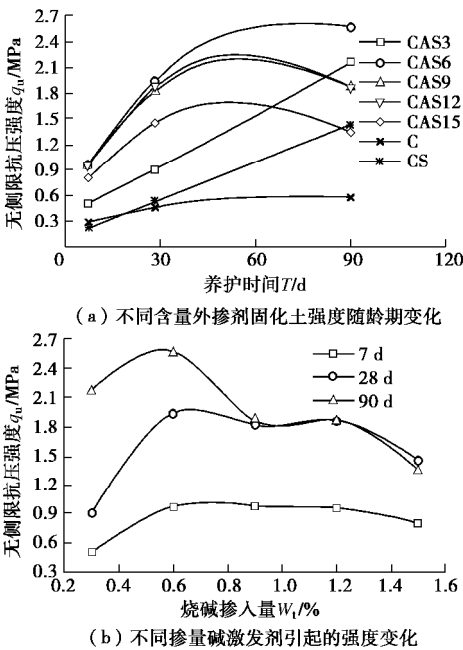 2.7
2.4
2.1
1.8
1.5
1.2
0.9
0.6
0.3
无侧限抗压强度qu/MPa
CAS3
CAS6
CAS9
CAS12
CAS15
C
CS
0 30 60 90 120
养护时间T/d
（a）不同含量外掺剂固化土强度随龄期变化
2.7
2.4
2.1
1.8
1.5
1.2
0.9
0.6
0.3
无侧限抗压强度qu/MPa
7 d
28 d
90 d
0.2 0.4 0.6 0.8 1.0 1.2 1.4 1.6
烧碱掺入量Wt/%
（b）不同掺量碱激发剂引起的强度变化